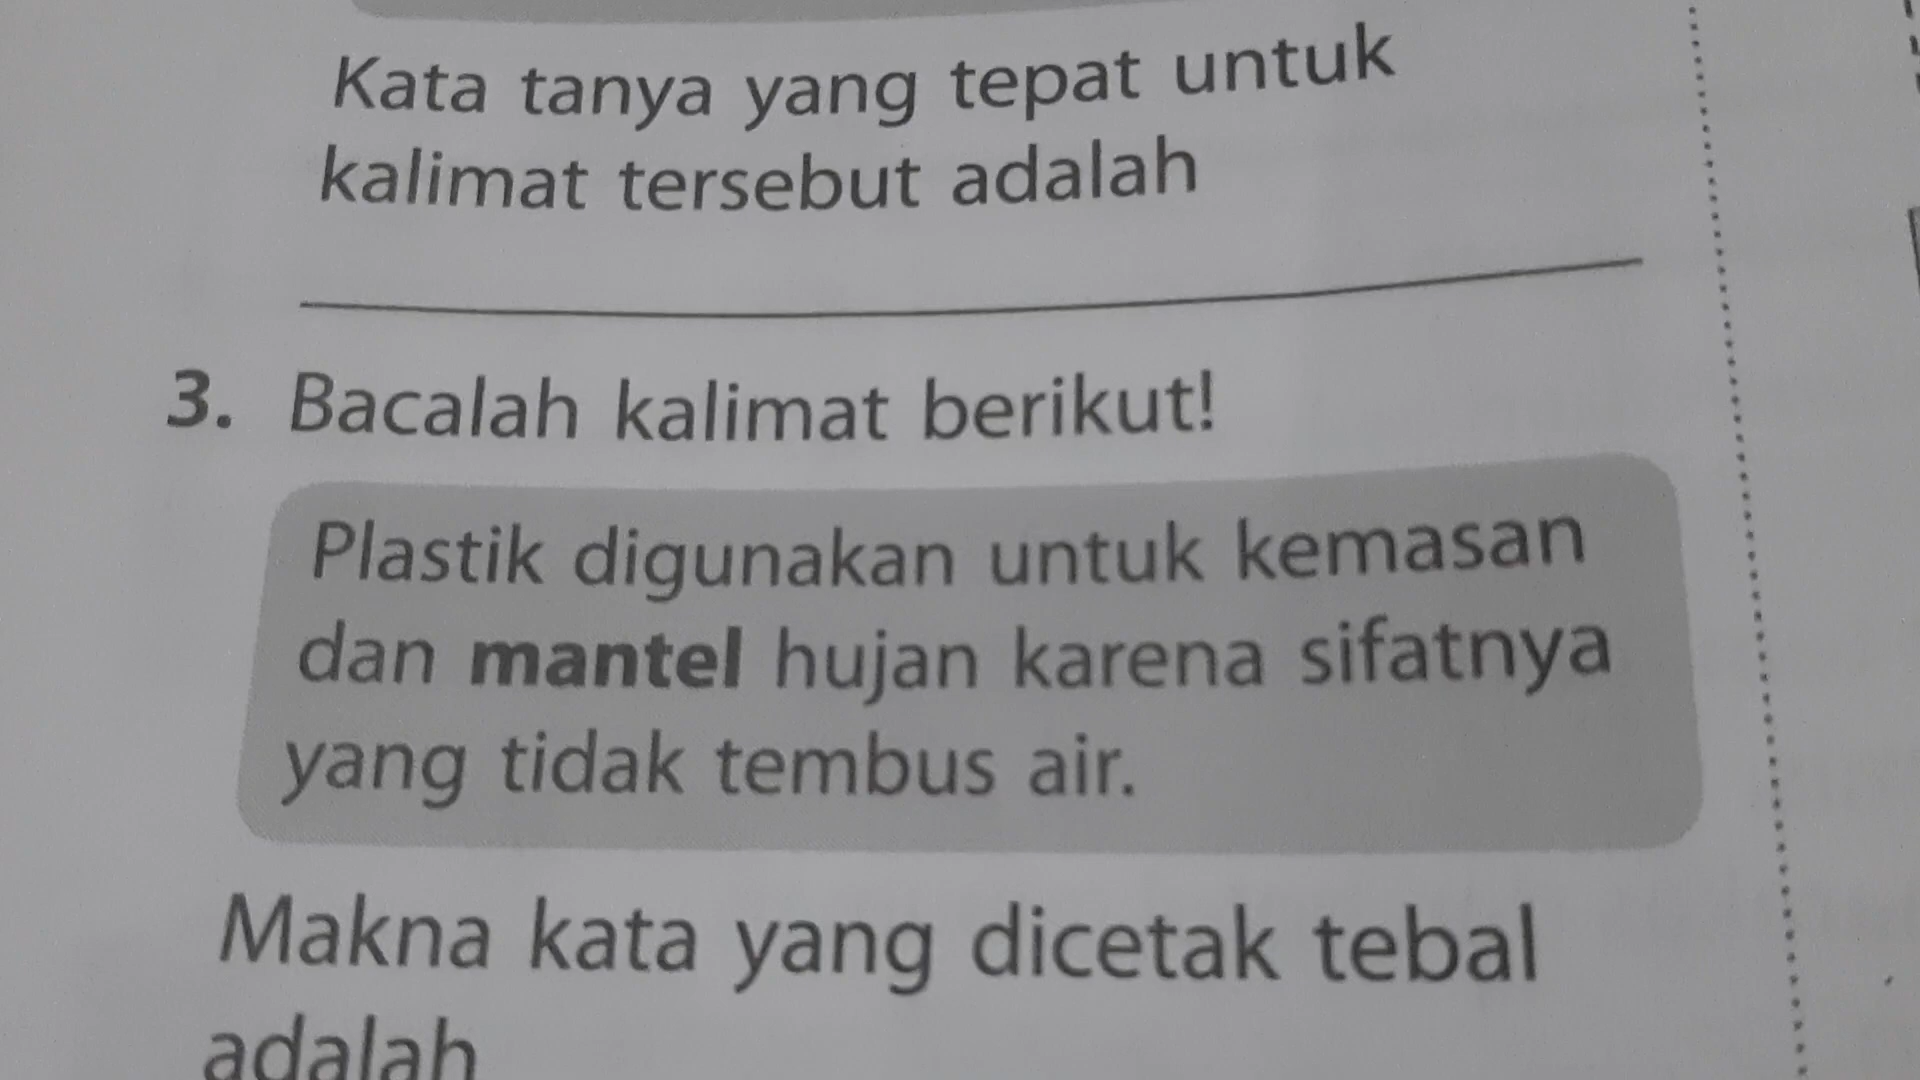 Kata tanya yang tepat untuk
kalimat tersebut adalah
3. Bacalah kalimat berikut!
Plastik digunakan untuk kemasan
dan mantel hujan karena sifatnya
yang tidak tembus air.
Makna kata yang dicetak tebal
adalah